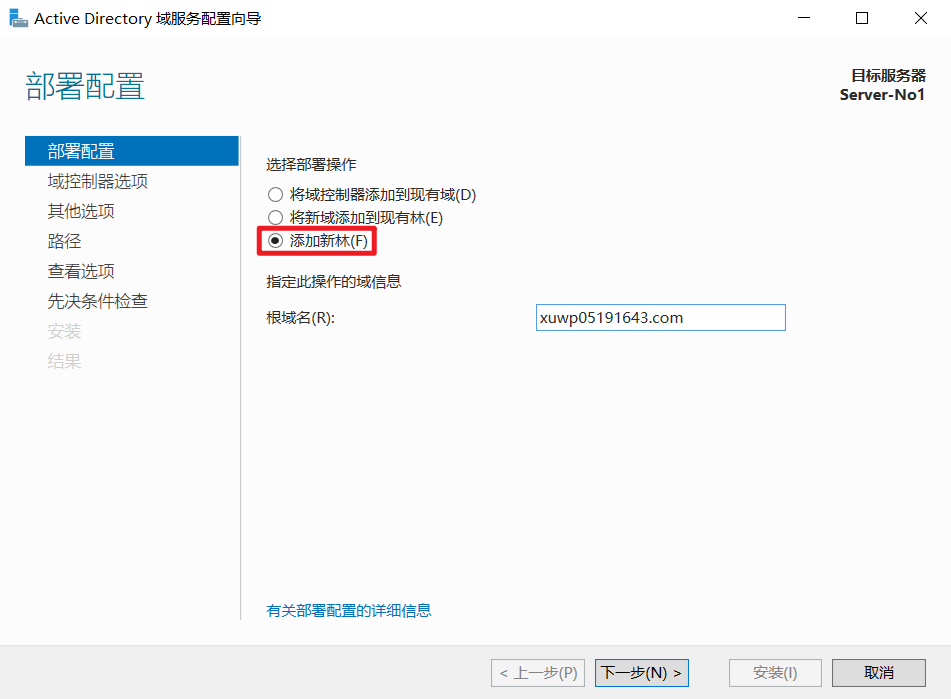 Active Directory 域服务配置向导
部署配置
目标服务器
Server-No1
部署配置
域控制器选项
其他选项
路径
查看选项
先决条件检查
安装
结果
选择部署操作
将域控制器添加到现有域(D)
将新域添加到现有林(E)
添加新林(F)
指定此操作的域信息
根域名(R):
xuwp05191643.com
有关部署配置的详细信息
< 上一步(P)
下一步(N) >
安装(I)
取消